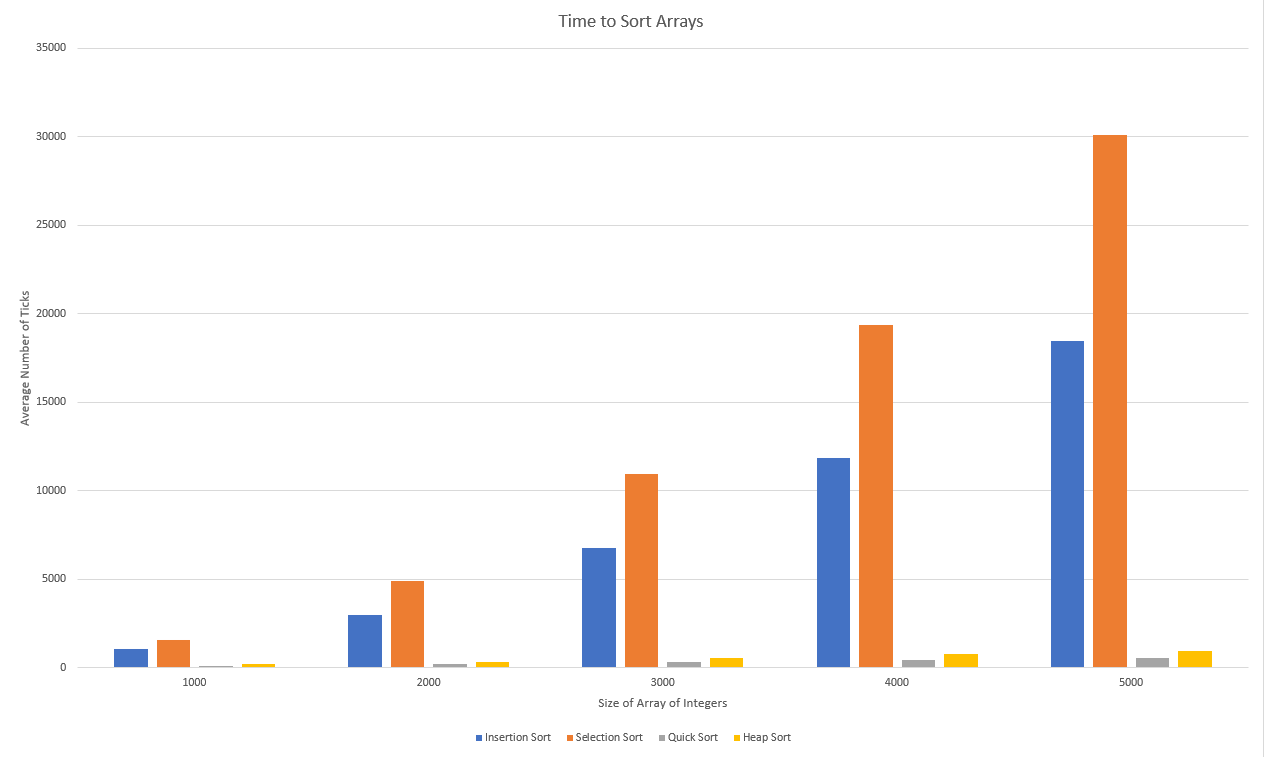 Time to Sort Arrays
35000
30000
25000
20000
15000
10000
5000
0
Average Number of Ticks
1000 2000 3000 4000 5000
Size of Array of Integers
Insertion Sort Selection Sort Quick Sort Heap Sort